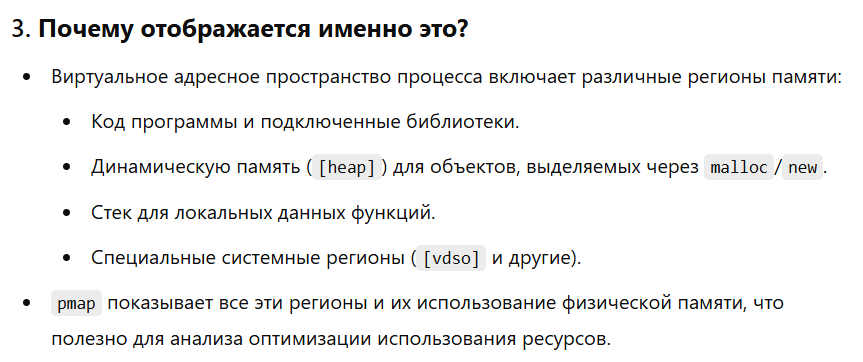 3. Почему отображается именно это?
• Виртуальное адресное пространство процесса включает различные регионы памяти:
• Код программы и подключенные библиотеки.
• Динамическую память ( [heap] ) для объектов, выделяемых через malloc / new .
• Стек для локальных данных функций.
• Специальные системные регионы ( [vdso] и другие).
• pmap показывает все эти регионы и их использование физической памяти, что
полезно для анализа оптимизации использования ресурсов.